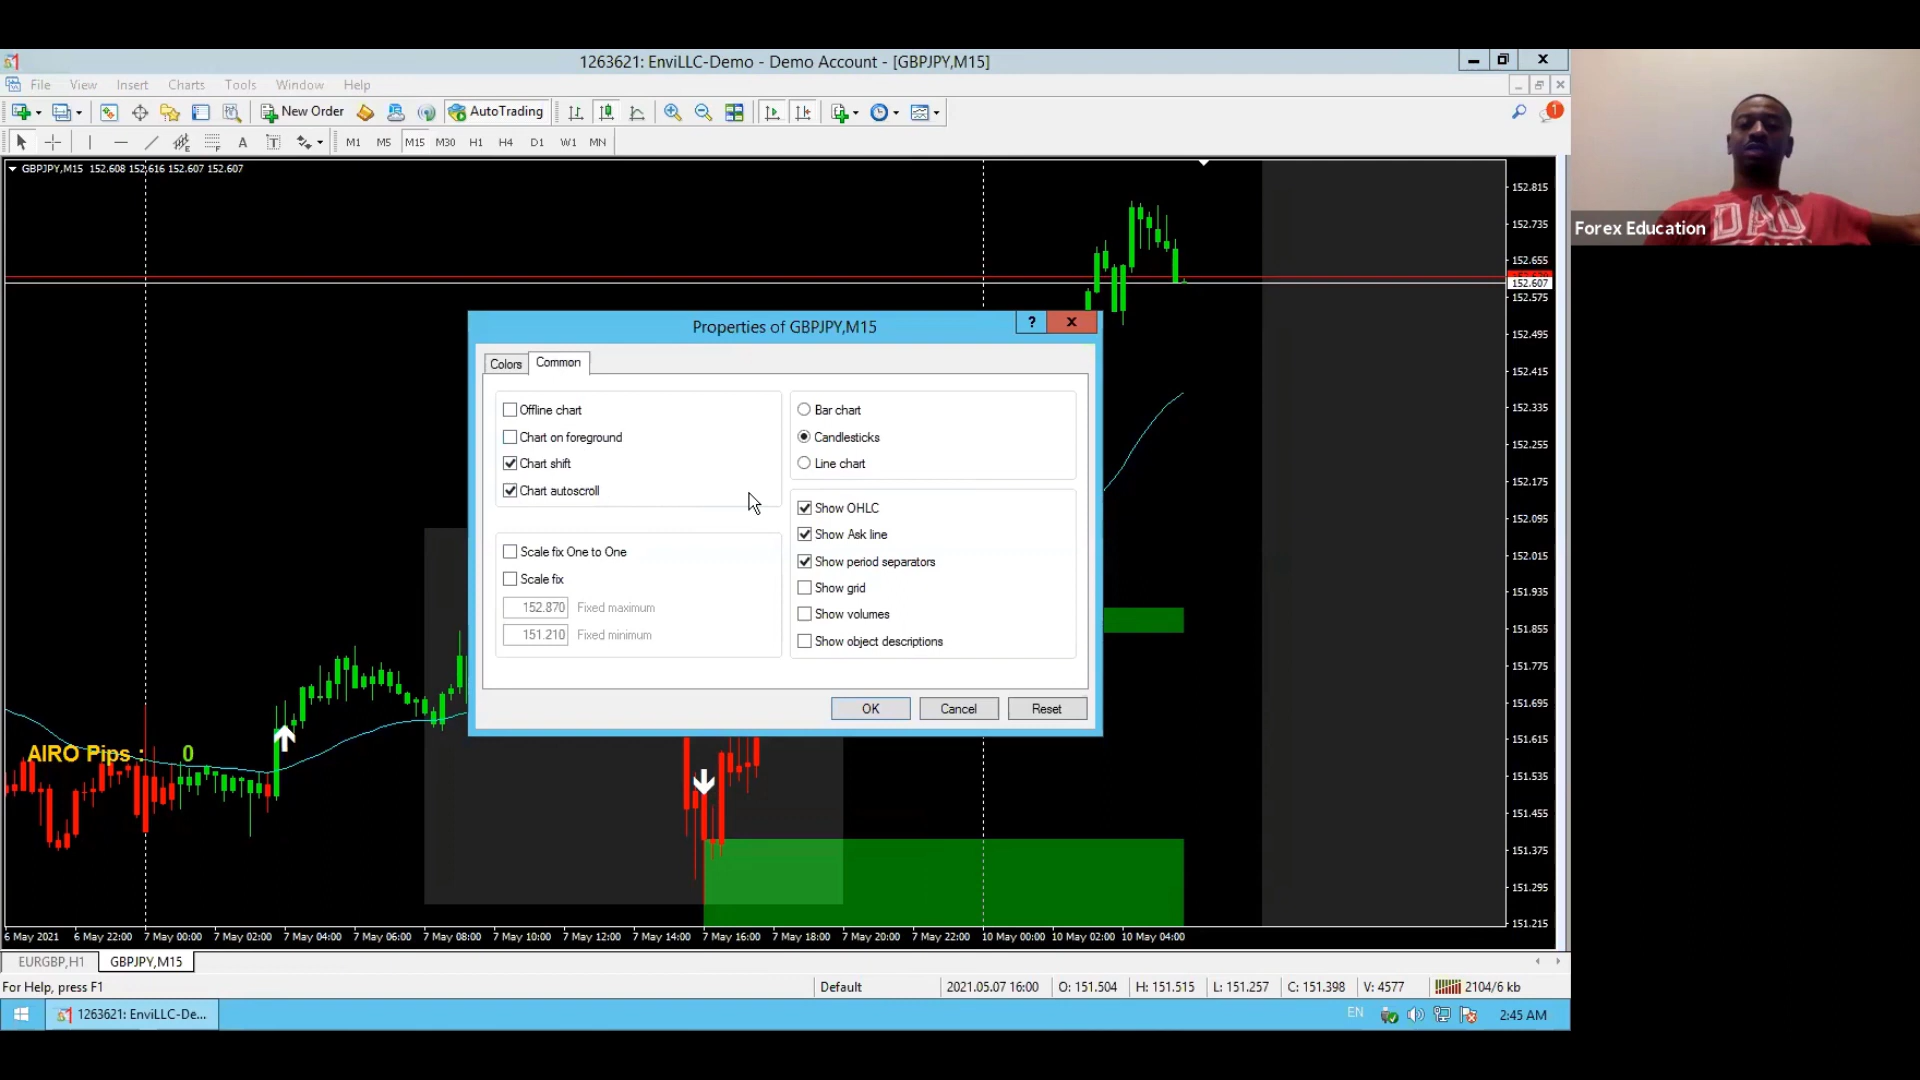 1263621: EnviLLC-Demo - Demo Account - [GBPJPY,M15]
File View Insert Charts Tools Window Help
New Order AutoTrading 1
A T M1 M5 M15 M30 H1 H4 D1 W1 MN
GBPJPY,M15 152.608 152.616 152.607 152.607
Forex Education
DAD
152.815
152.735
152.655
152.607
152.575
152.495
152.415
152.335
152.255
152.175
152.095
152.015
151.935
151.855
151.775
151.695
151.615
151.535
151.455
151.375
151.295
151.215
Properties of GBPJPY,M15 ?
Colors Common
Offline chart
Chart on foreground
Chart shift
Chart autoscroll
Bar chart
Candlesticks
Line chart
Scale fix One to One
Scale fix
152.870 Fixed maximum
151.210 Fixed minimum
Show OHLC
Show Ask line
Show period separators
Show grid
Show volumes
Show object descriptions
OK Cancel Reset
AIRO Pips : 0
6 May 2021 6 May 22:00 7 May 00:00 7 May 02:00 7 May 04:00 7 May 06:00 7 May 08:00 7 May 10:00 7 May 12:00 7 May 14:00 7 May 16:00 7 May 18:00 7 May 20:00 7 May 22:00 10 May 00:00 10 May 02:00 10 May 04:00
EURGBP,H1 GBPJPY,M15
For Help, press F1 Default 2021.05.07 16:00 O: 151.504 H: 151.515 L: 151.257 C: 151.398 V: 4577 2104/6 kb
1263621: EnviLLC-De... EN 2:45 AM